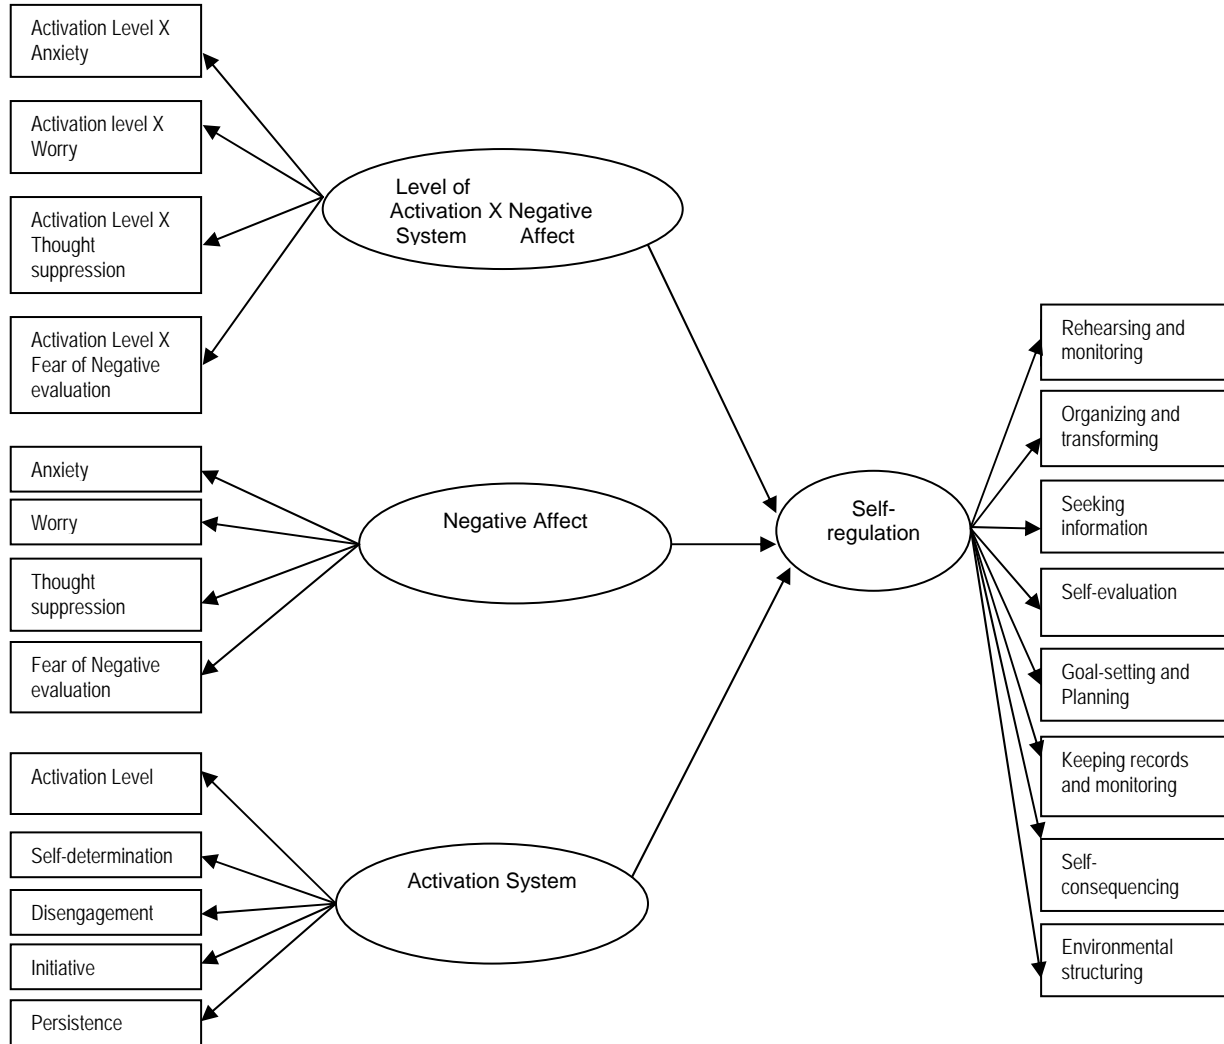 Activation Level X
Anxiety
Activation level X
Worry
Activation Level X
Thought
suppression
Activation Level X
Fear of Negative
evaluation
Level of
Activation X Negative
System Affect
Anxiety
Worry
Thought
suppression
Fear of Negative
evaluation
Negative Affect
Activation Level
Self-determination
Disengagement
Initiative
Persistence
Activation System
Self-
regulation
Rehearsing and
monitoring
Organizing and
transforming
Seeking
information
Self-evaluation
Goal-setting and
Planning
Keeping records
and monitoring
Self-
consequencing
Environmental
structuring